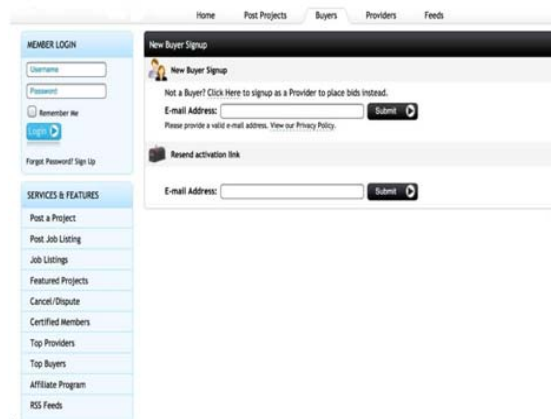 Home Post Projects Buyers Providers Feeds
MEMBER LOGIN
Username
Password
Remember Me
Login
Forgot Password? Sign Up
SERVICES & FEATURES
Post a Project
Post Job Listing
Job Listings
Featured Projects
Cancel/Dispute
Certified Members
Top Providers
Top Buyers
Affiliate Program
RSS Feeds
New Buyer Signup
New Buyer Signup
Not a Buyer? Click Here to signup as a Provider to place bids instead.
E-mail Address: Submit
Please provide a valid e-mail address. View our Privacy Policy.
Resend activation link
E-mail Address: Submit